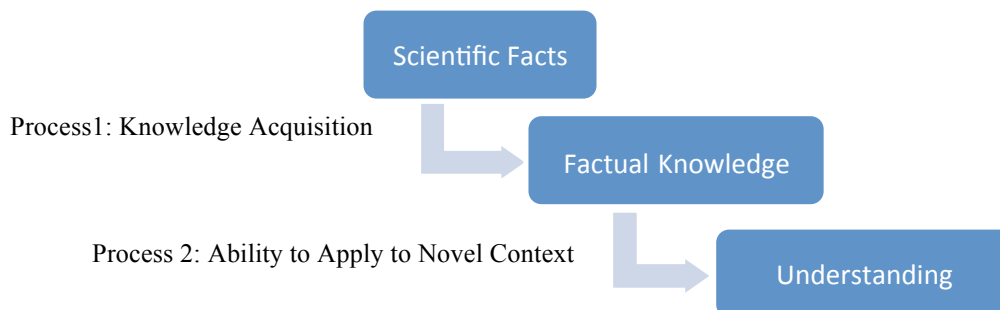 Scientific Facts
Process1: Knowledge Acquisition
Factual Knowledge
Process 2: Ability to Apply to Novel Context
Understanding